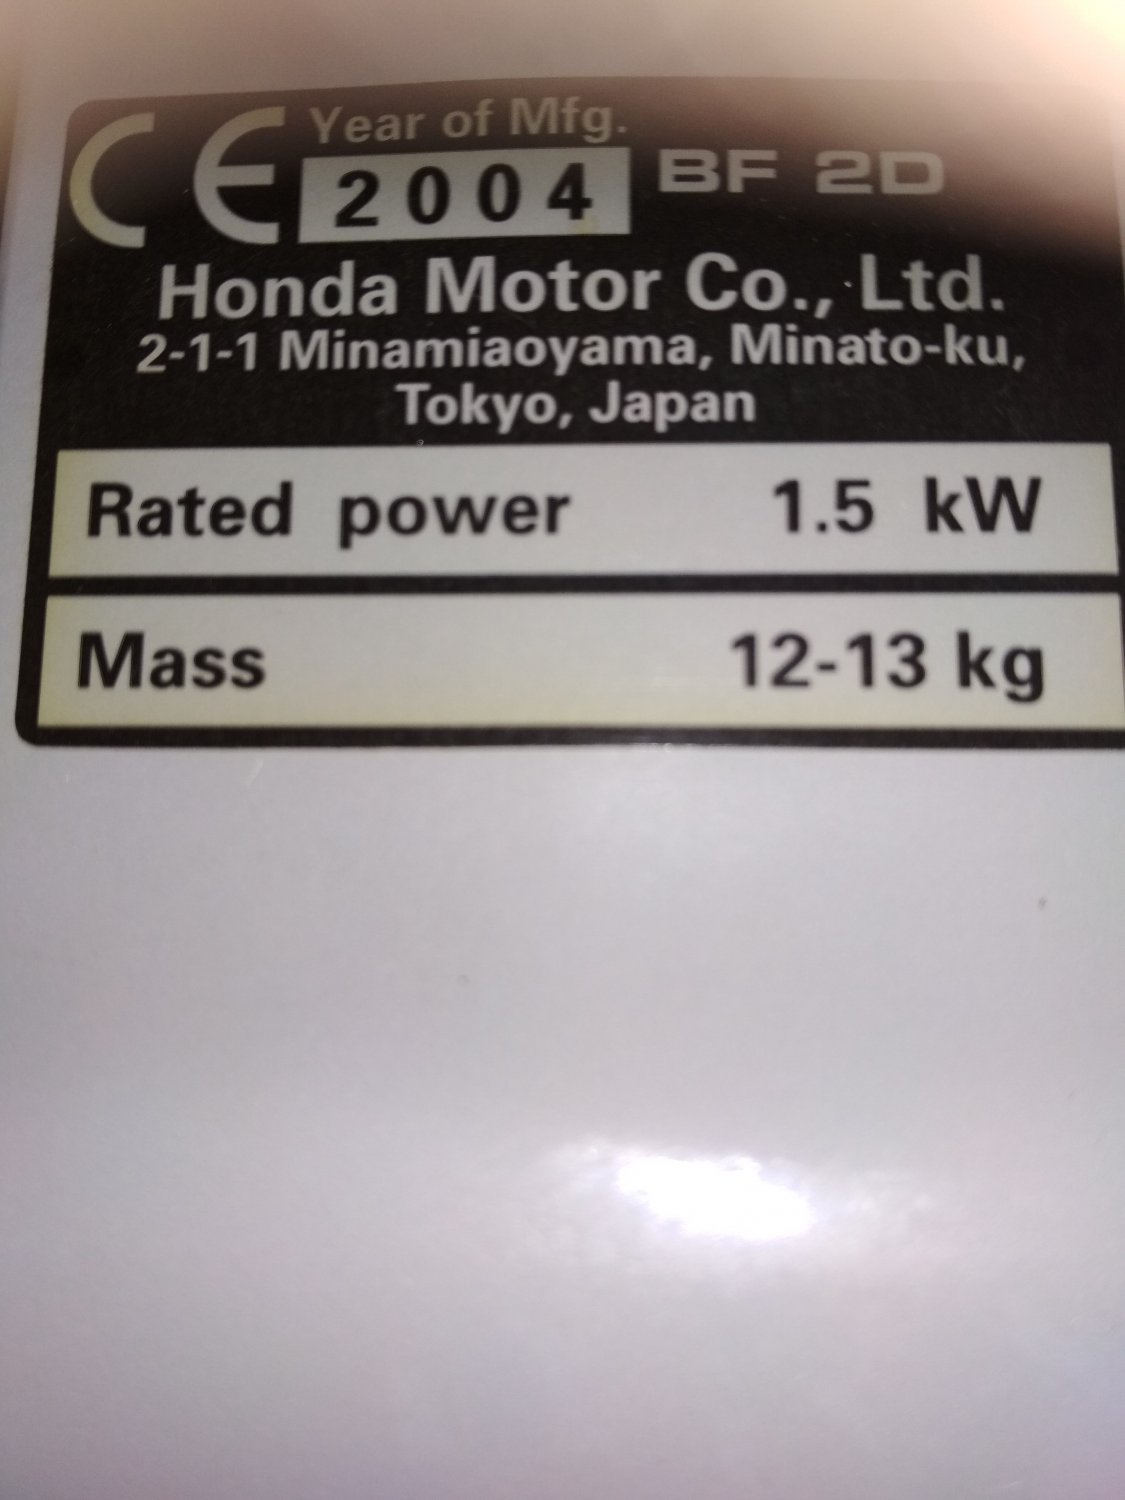 CE Year of Mfg.
2004 BF 2D
Honda Motor Co., Ltd.
2-1-1 Minamiaoyama, Minato-ku,
Tokyo, Japan
Rated power 1.5 kW
Mass 12-13 kg